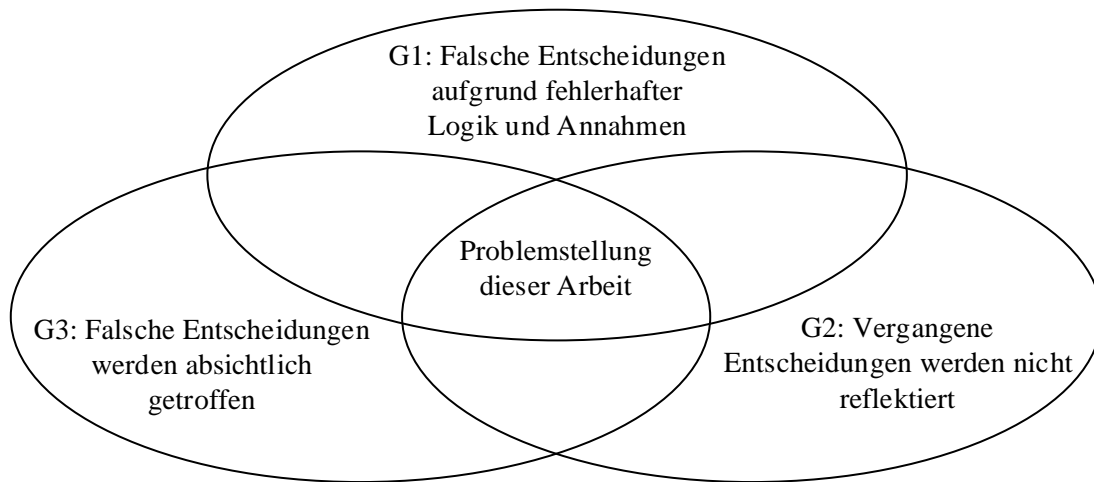 G1: Falsche Entscheidungen
aufgrund fehlerhafter
Logik und Annahmen
Problemstellung
dieser Arbeit
G3: Falsche Entscheidungen
werden absichtlich
getroffen
G2: Vergangene
Entscheidungen werden nicht
reflektiert